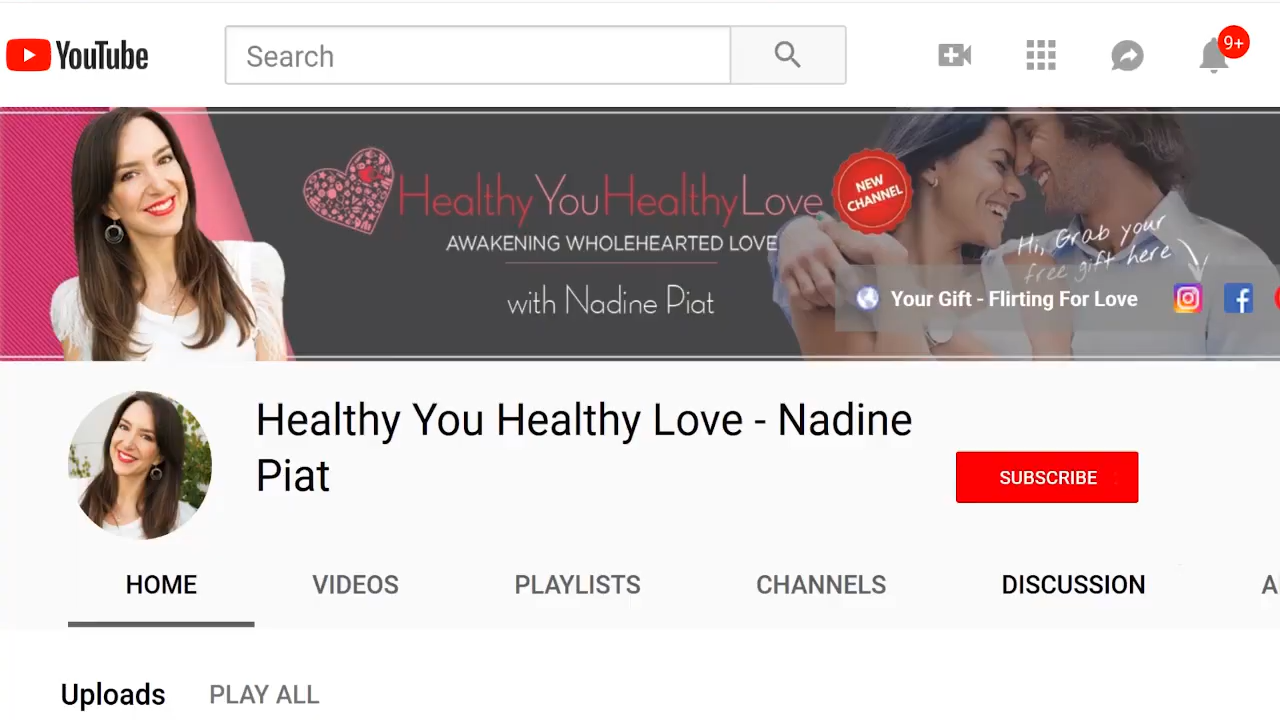 YouTube
Search
9+
HealthyYouHealthyLove
NEW
CHANNEL
AWAKENING WHOLEHEARTED LOVE
with Nadine Piat
Hi, Grab your
free gift here
Your Gift - Flirting For Love
Healthy You Healthy Love - Nadine
Piat
SUBSCRIBE
HOME VIDEOS PLAYLISTS CHANNELS DISCUSSION A
Uploads PLAY ALL